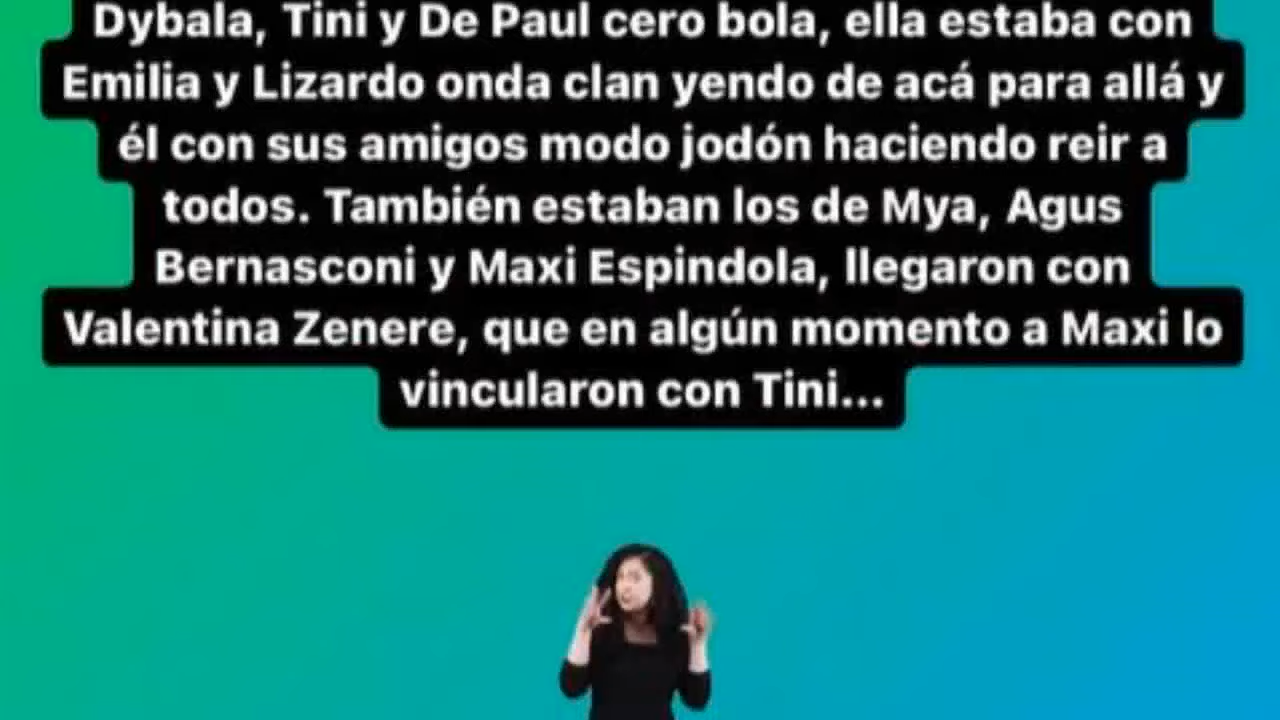 Dybala, Tini y De Paul cero bola, ella estaba con
Emilia y Lizardo onda clan yendo de acá para allá y
él con sus amigos modo jodón haciendo reir a
todos. También estaban los de Mya, Agus
Bernasconi y Maxi Espindola, llegaron con
Valentina Zenere, que en algún momento a Maxi lo
vincularon con Tini...